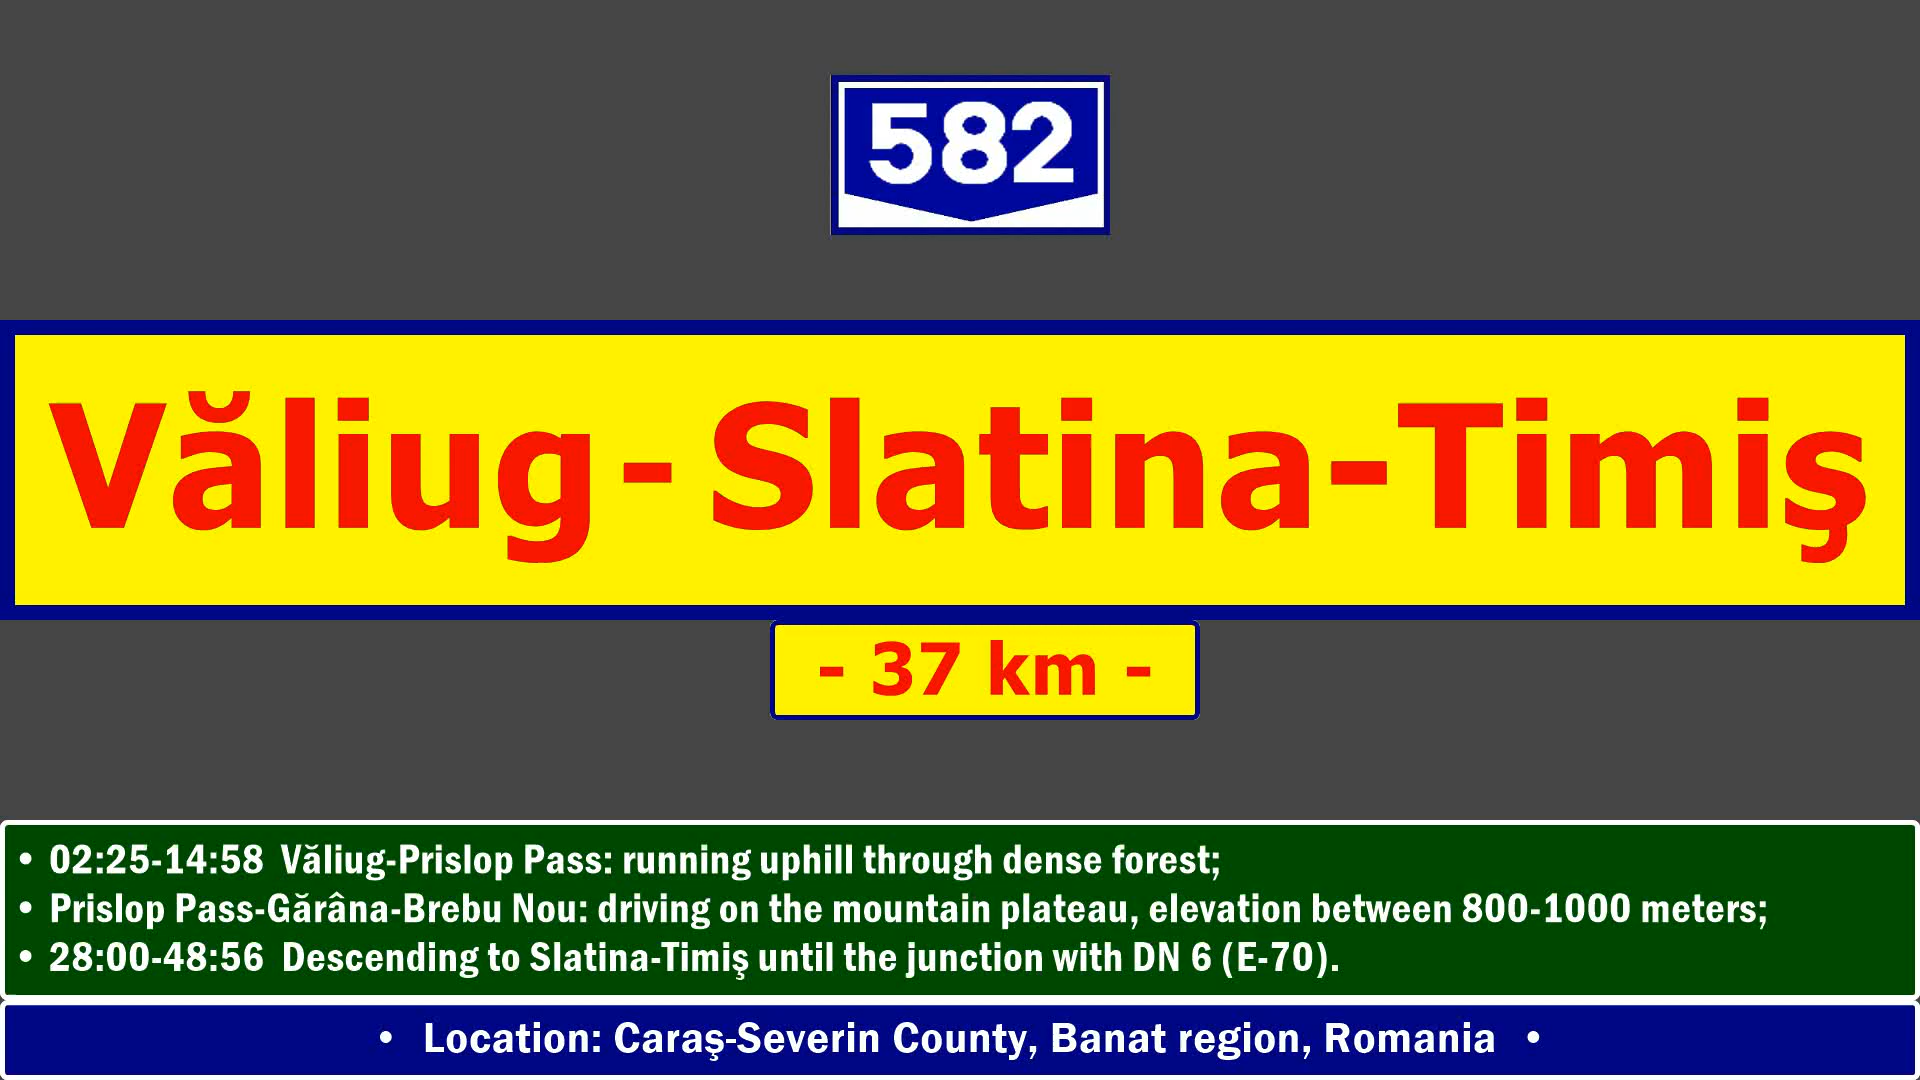 582
Văliug - Slatina-Timiş
- 37 km -
• 02:25-14:58 Văliug-Prislop Pass: running uphill through dense forest;
• Prislop Pass-Gărâna-Brebu Nou: driving on the mountain plateau, elevation between 800-1000 meters;
• 28:00-48:56 Descending to Slatina-Timiş until the junction with DN 6 (E-70).
• Location: Caraş-Severin County, Banat region, Romania •